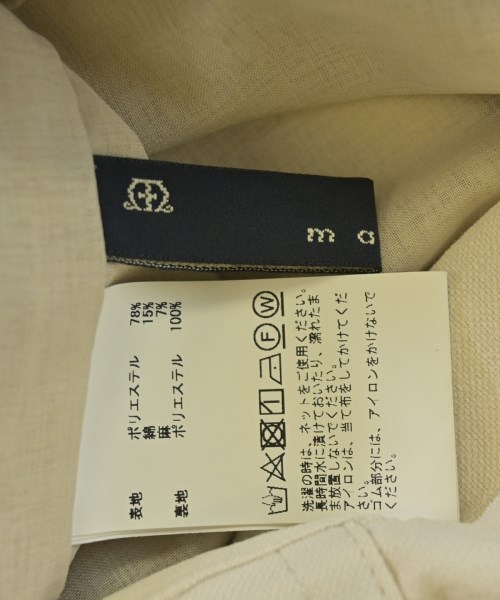 m a
表地 ポリエステル 78%
綿 15%
麻 7%
裏地 ポリエステル 100%
洗濯の時は、ネットをご使用ください。
長時間水に漬けておいたり、濡れたま
ま放置しないでください。
アイロンは、当て布をしてかけてくだ
さい。
ゴム部分には、アイロンをかけないで
ください。